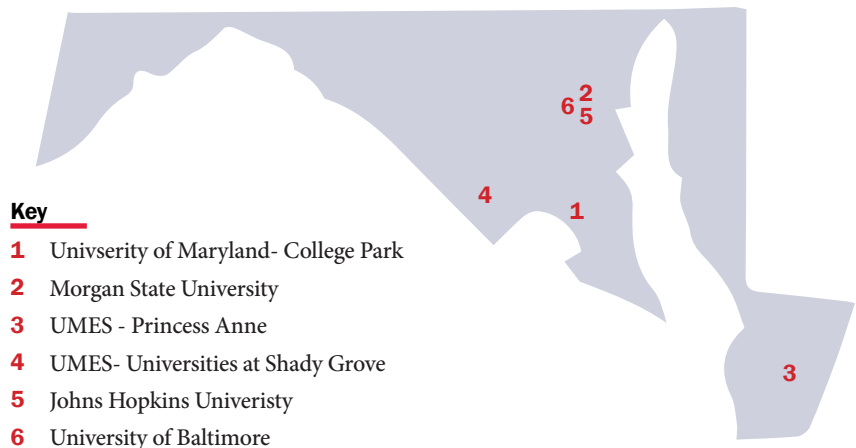 2
6
5
4
1
Key
1 Univserity of Maryland- College Park
2 Morgan State University
3 UMES - Princess Anne
3
4 UMES- Universities at Shady Grove
5 Johns Hopkins Univeristy
6 University of Baltimore